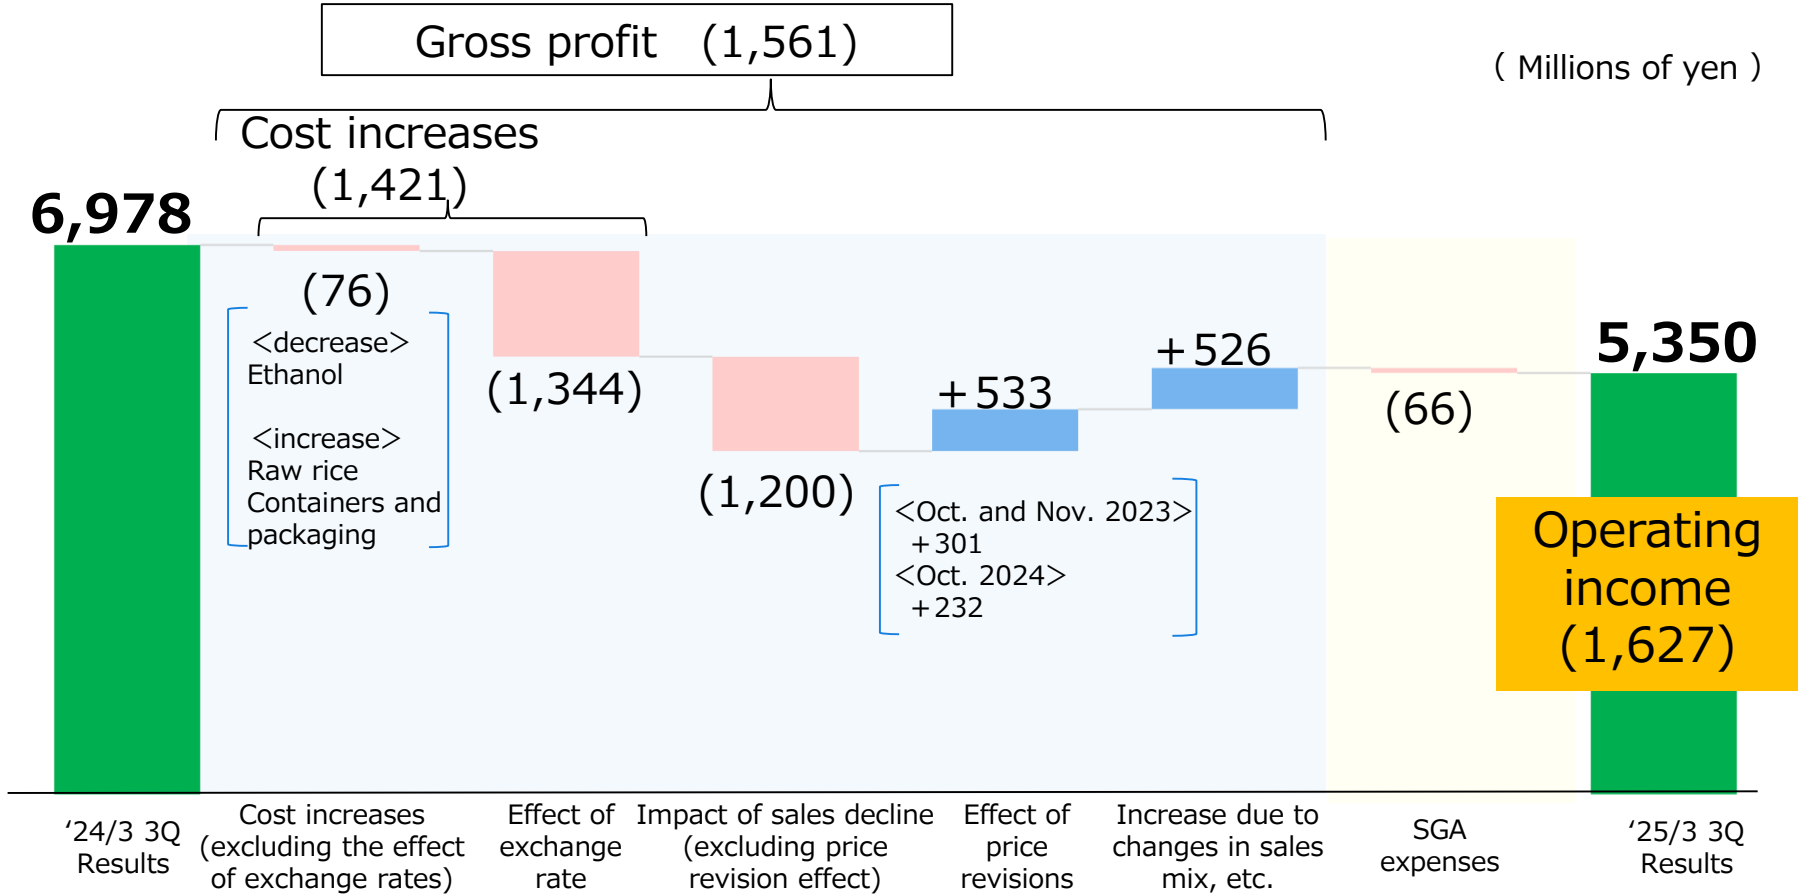 Gross profit (1,561)
( Millions of yen )
Cost increases
(1,421)
6,978
(76)
<decrease>
Ethanol
<increase>
Raw rice
Containers and
packaging
(1,344)
(1,200)
+533
<Oct. and Nov. 2023>
+301
<Oct. 2024>
+232
+526
(66)
5,350
Operating
income
(1,627)
‘24/3 3Q
Results
Cost increases
(excluding the effect
of exchange rates)
Effect of
exchange
rate
Impact of sales decline
(excluding price
revision effect)
Effect of
price
revisions
Increase due to
changes in sales
mix, etc.
SGA
expenses
‘25/3 3Q
Results